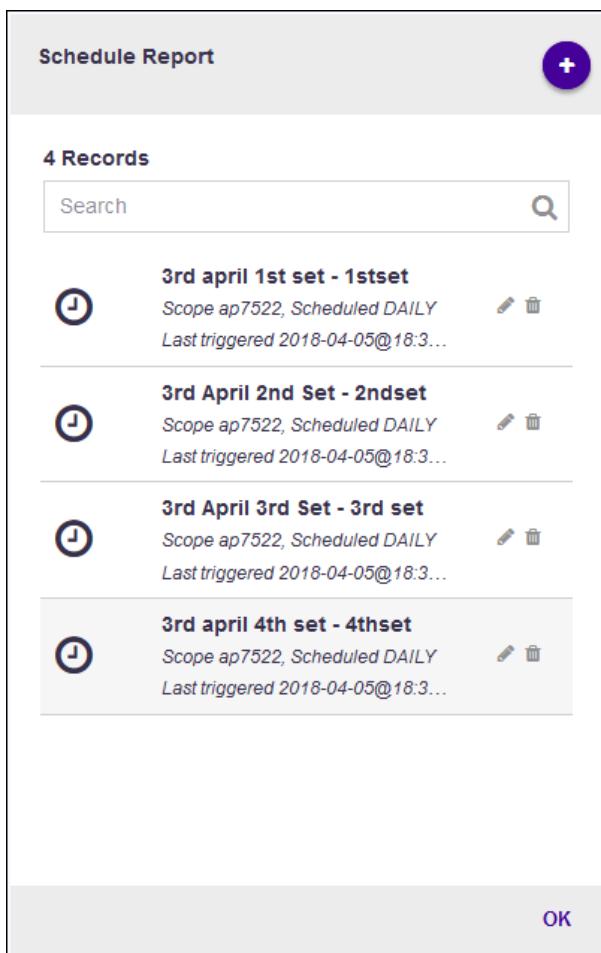 Schedule Report
4 Records
Search
3rd april 1st set - 1stset
Scope ap7522, Scheduled DAILY
Last triggered 2018-04-05@18:3...
3rd April 2nd Set - 2ndset
Scope ap7522, Scheduled DAILY
Last triggered 2018-04-05@18:3...
3rd April 3rd Set - 3rd set
Scope ap7522, Scheduled DAILY
Last triggered 2018-04-05@18:3...
3rd april 4th set - 4thset
Scope ap7522, Scheduled DAILY
Last triggered 2018-04-05@18:3...
OK